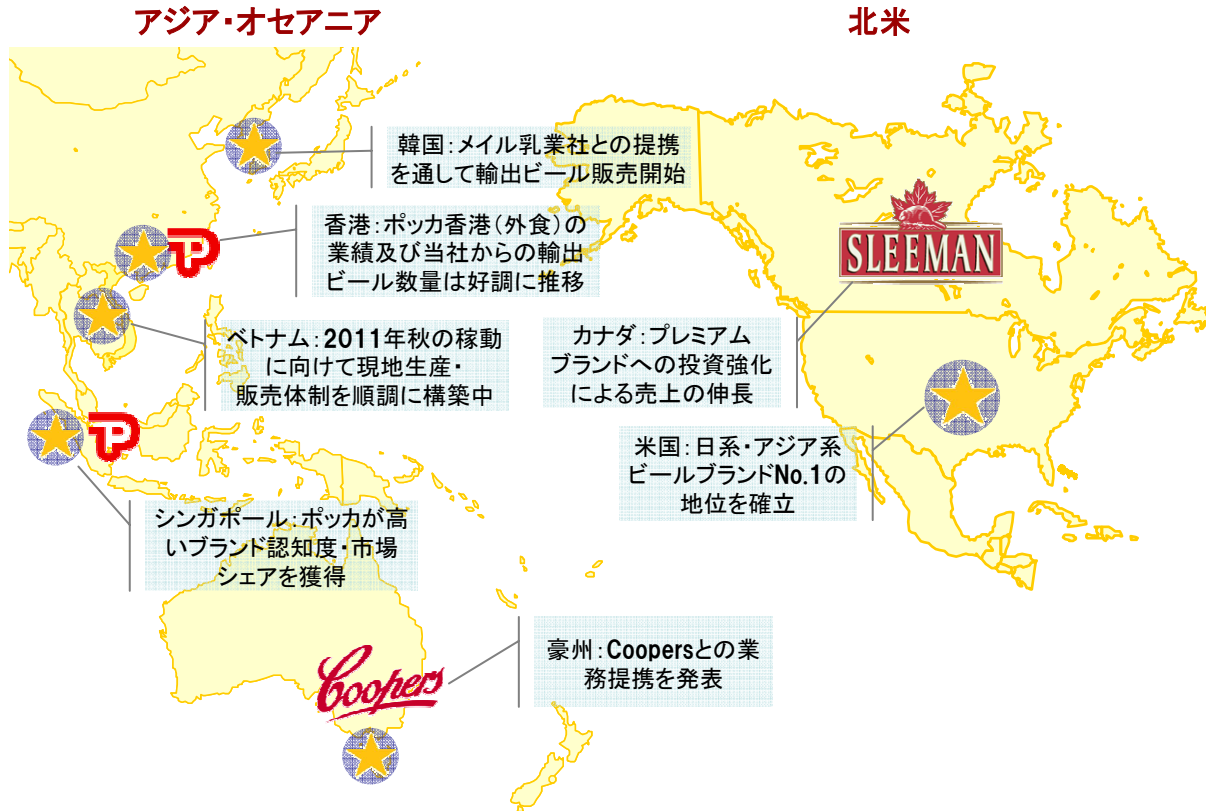 アジア・オセアニア
北米
韓国：メイル乳業社との提携
を通して輸出ビール販売開始
香港：ポッカ香港（外食）の
業績及び当社からの輸出
ビール数量は好調に推移
ベトナム：2011年秋の稼動
に向けて現地生産・
販売体制を順調に構築中
シンガポール：ポッカが高
いブランド認知度・市場
シェアを獲得
Coopers
豪州：Coopersとの業
務提携を発表
SLEEMAN
カナダ：プレミアム
ブランドへの投資強化
による売上の伸長
米国：日系・アジア系
ビールブランドNo.1の
地位を確立